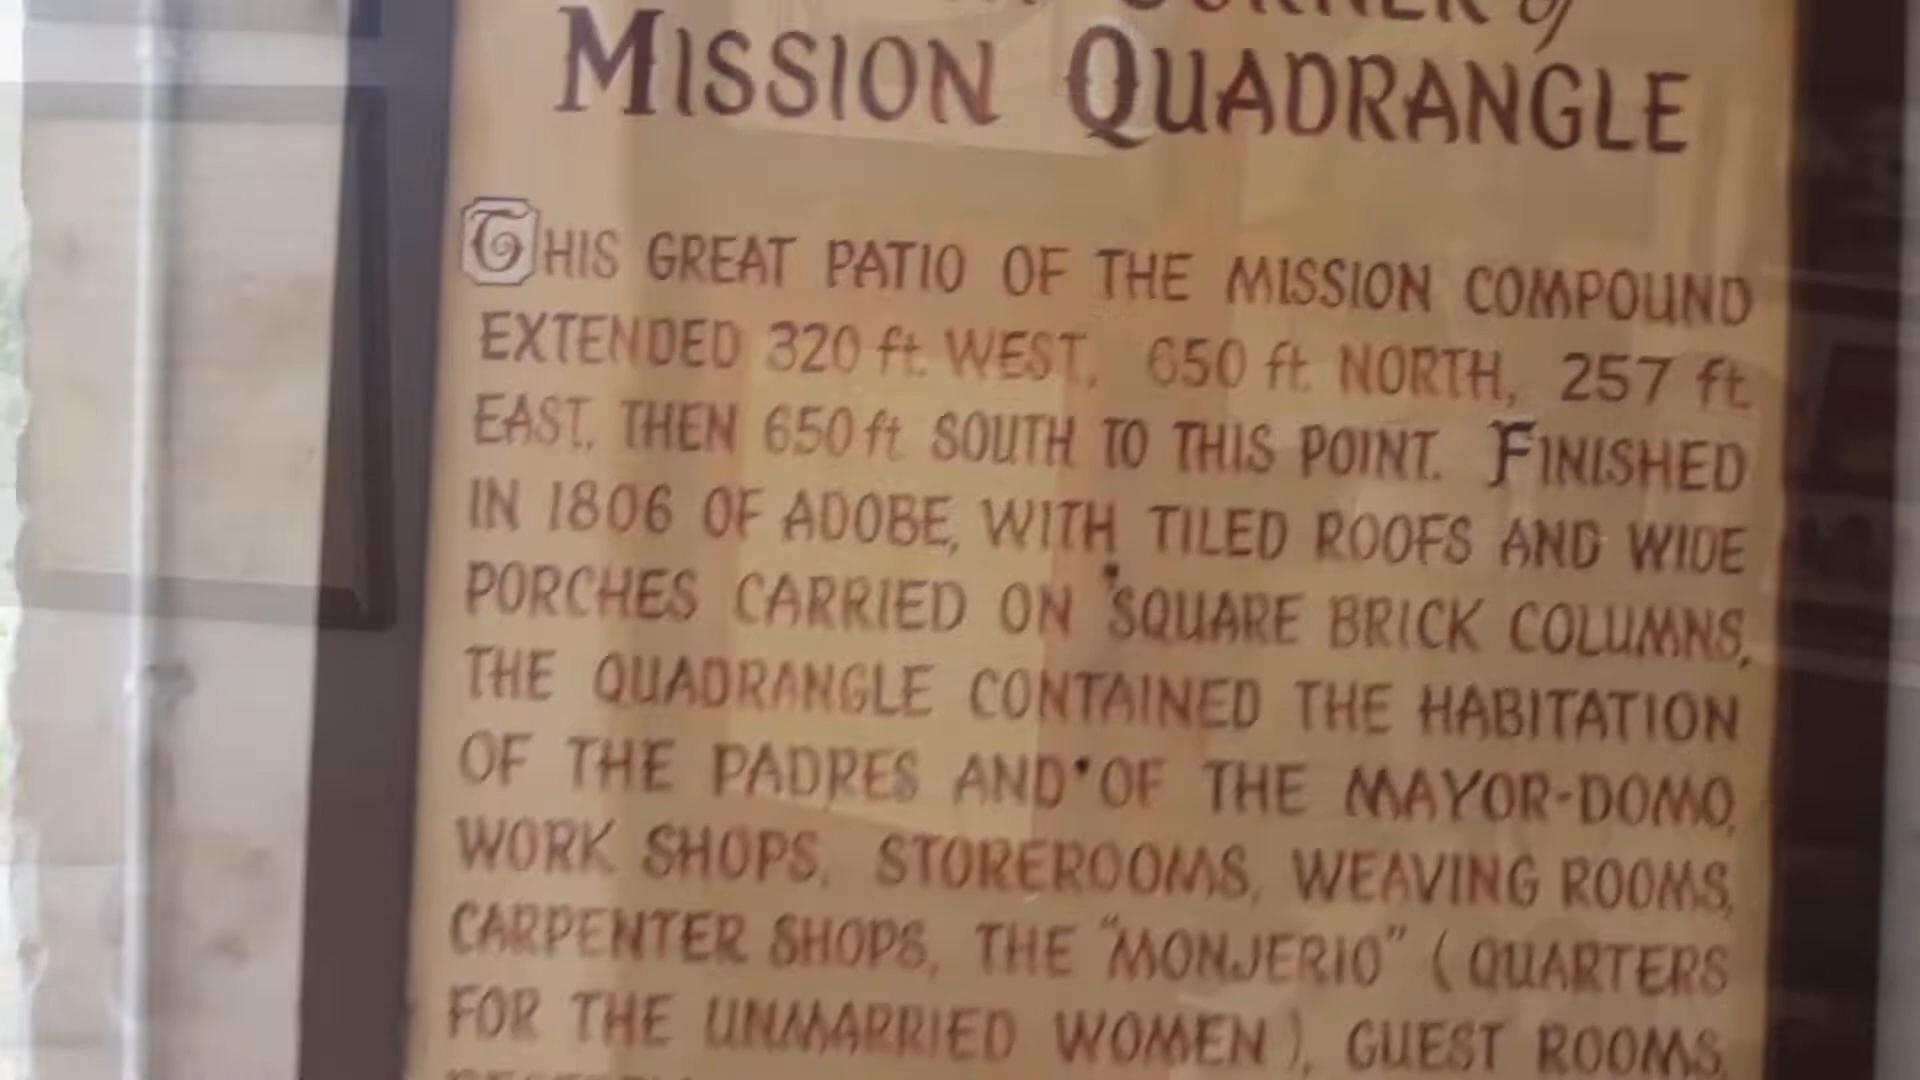 CORNER of
MISSION QUADRANGLE
THIS GREAT PATIO OF THE MISSION COMPOUND
EXTENDED 320 ft. WEST, 650 ft. NORTH, 257 ft.
EAST, THEN 650 ft SOUTH TO THIS POINT. FINISHED
IN 1806 OF ADOBE, WITH TILED ROOFS AND WIDE
PORCHES CARRIED ON SQUARE BRICK COLUMNS,
THE QUADRANGLE CONTAINED THE HABITATION
OF THE PADRES AND OF THE MAYOR-DOMO,
WORK SHOPS, STOREROOMS, WEAVING ROOMS,
CARPENTER SHOPS, THE "MONJERIO" (QUARTERS
FOR THE UNMARRIED WOMEN), GUEST ROOMS,